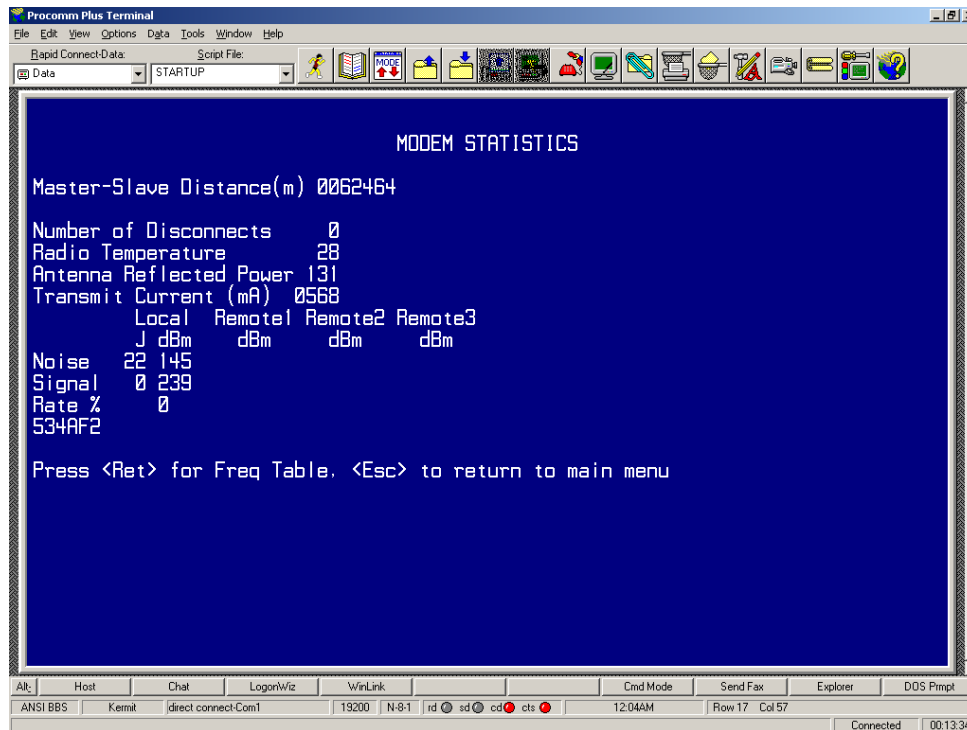 Procomm Plus Terminal
File Edit View Options Data Tools Window Help
Rapid Connect-Data: Script File:
Data STARTUP MODE
MODEM STATISTICS
Master-Slave Distance(m) 0062464
Number of Disconnects 0
Radio Temperature 28
Antenna Reflected Power 131
Transmit Current (mA) 0568
Local Remote1 Remote2 Remote3
J dBm dBm dBm dBm
Noise 22 145
Signal 0 239
Rate % 0
534AF2
Press <Ret> for Freq Table, <Esc> to return to main menu
Alt: Host Chat LogonWiz WinLink Cmd Mode Send Fax Explorer DOS Prmpt
ANSI BBS Kermit direct connect-Com1 19200 N-8-1 rd sd cd cts 12:04AM Row 17 Col 57
Connected 00:13:34